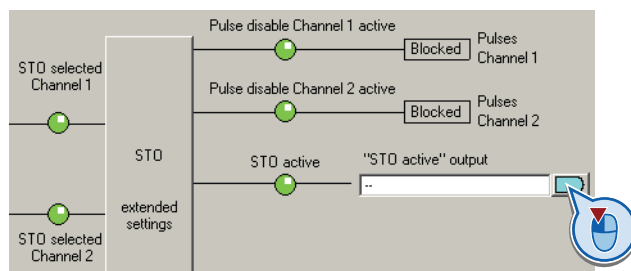 Pulse disable Channel 1 active
Blocked
Pulses
Channel 1
STO selected
Channel 1
Pulse disable Channel 2 active
Blocked
Pulses
Channel 2
STO
extended
settings
STO active
"STO active" output
--
STO selected
Channel 2